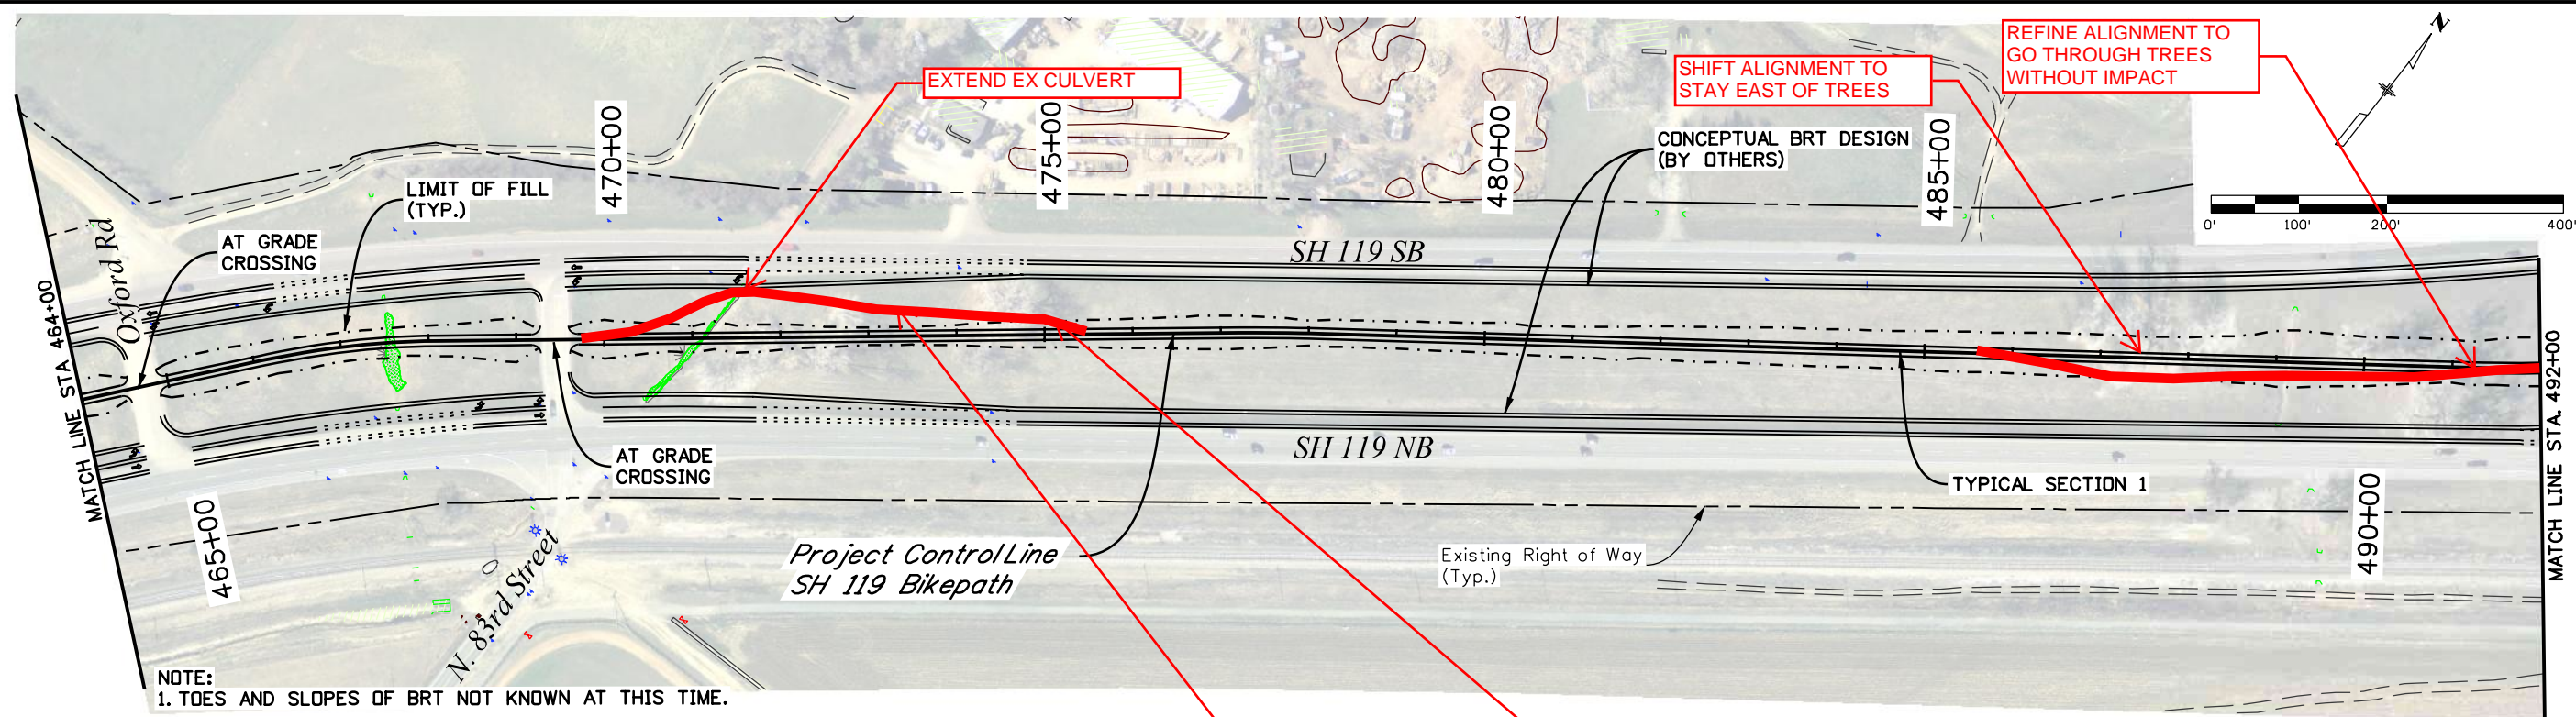 EXTEND EX CULVERT
SHIFT ALIGNMENT TO
STAY EAST OF TREES
REFINE ALIGNMENT TO
GO THROUGH TREES
WITHOUT IMPACT
N
0'
100'
200'
400'
CONCEPTUAL BRT DESIGN
(BY OTHERS)
470+00
475+00
480+00
485+00
LIMIT OF FILL
(TYP.)
AT GRADE
CROSSING
Oxford Rd
SH 119 SB
MATCH LINE STA 464+00
MATCH LINE STA. 492+00
SH 119 NB
AT GRADE
CROSSING
TYPICAL SECTION 1
465+00
490+00
N. 83rd Street
Project Control Line
SH 119 Bikepath
Existing Right of Way
(Typ.)
NOTE:
1. TOES AND SLOPES OF BRT NOT KNOWN AT THIS TIME.